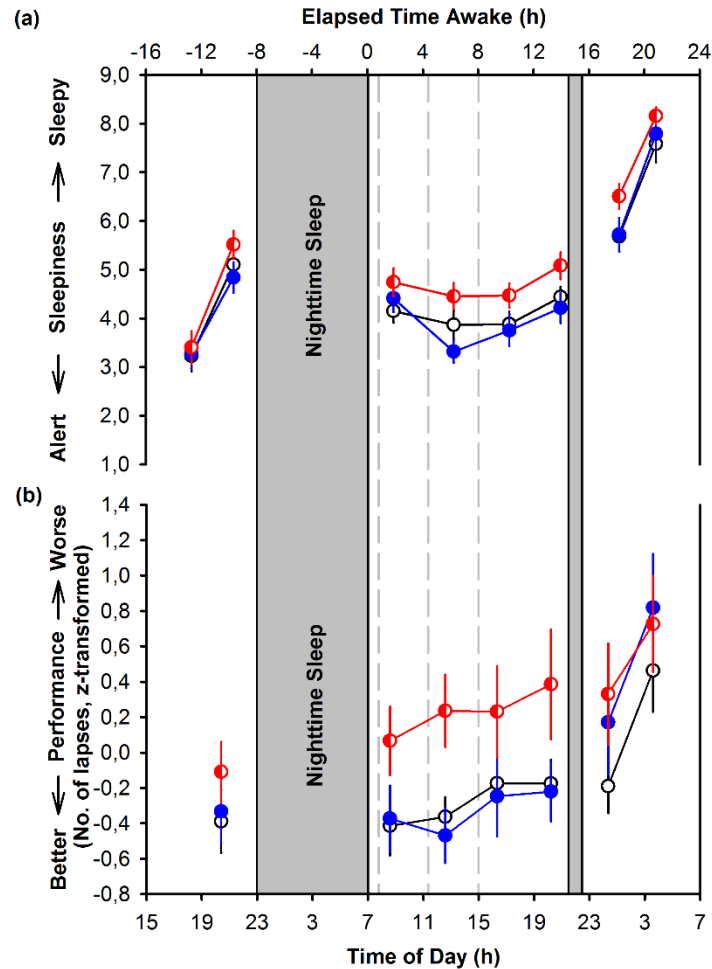 (a)
Elapsed Time Awake (h)
-16 -12 -8 -4 0 4 8 12 16 20 24
9,0
8,0
7,0
6,0
5,0
4,0
3,0
2,0
1,0
Alert ← Sleepiness → Sleepy
Nighttime Sleep
(b)
1,4
1,2
1,0
0,8
0,6
0,4
0,2
0,0
-0,2
-0,4
-0,6
-0,8
Better ← Performance → Worse
(No. of lapses, z-transformed)
Nighttime Sleep
15 19 23 3 7 11 15 19 23 3 7
Time of Day (h)